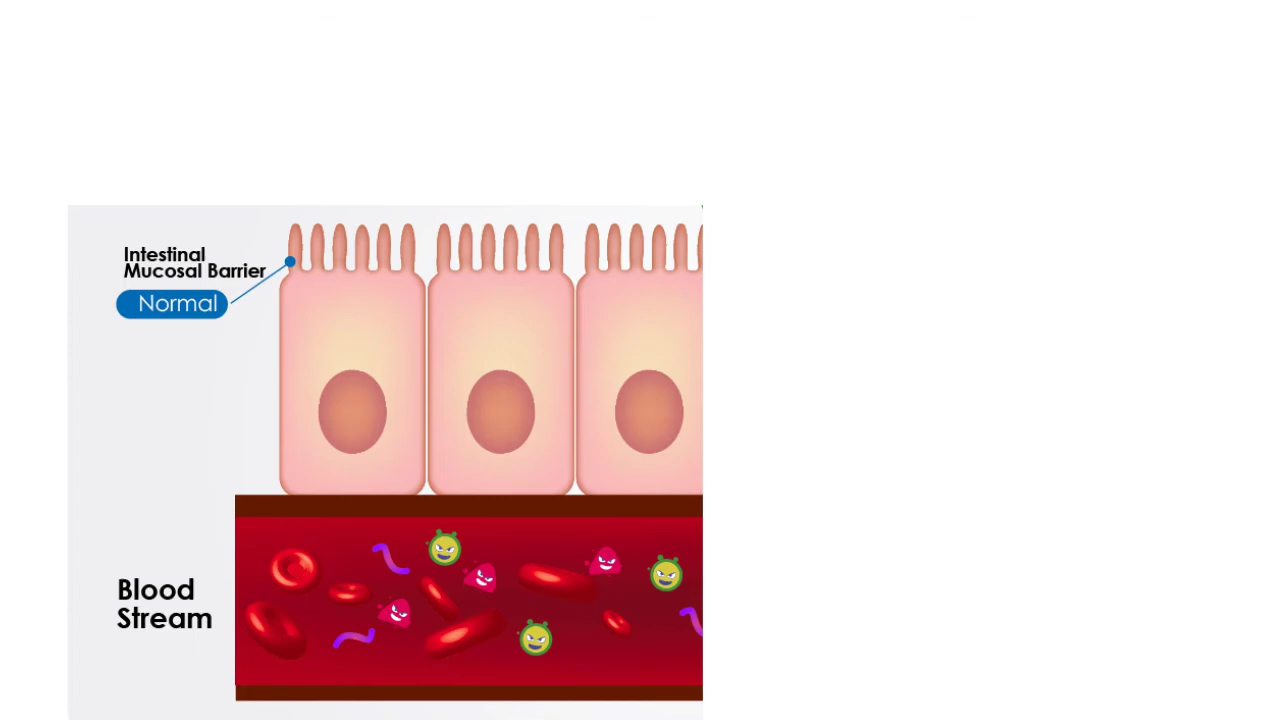 Intestinal
Mucosal Barrier
Normal
Blood
Stream